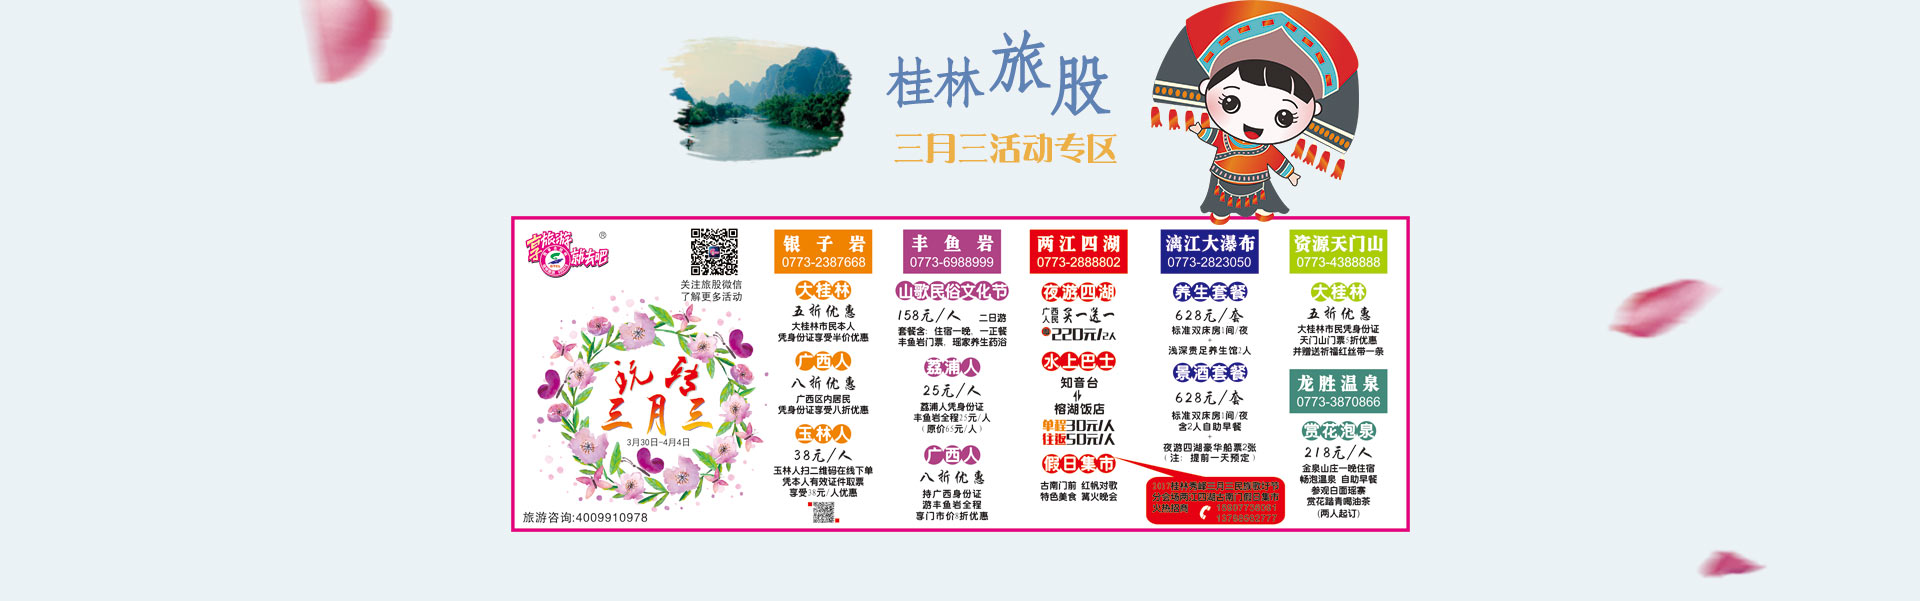 桂林旅股
三月三活动专区
享旅游
就去吧
®
关注旅股微信
了解更多活动
玩转
三月三
3月30日-4月4日
旅游咨询:4009910978
银子岩
0773-2387668
大桂林
五折优惠
大桂林市民本人
凭身份证享受半价优惠
广西人
八折优惠
广西区内居民
凭身份证享受八折优惠
玉林人
38元/人
玉林人扫二维码在线下单
凭本人有效证件取票
享受38元/人优惠
丰鱼岩
0773-6988999
山歌民俗文化节
158元/人 二日游
套餐含：住宿一晚，一正餐
丰鱼岩门票，瑶家养生药浴
荔浦人
25元/人
荔浦人凭身份证
丰鱼岩全程25元/人
(原价65元/人)
广西人
八折优惠
持广西身份证
游丰鱼岩全程
享门市价8折优惠
两江四湖
0773-2888802
夜游四湖
广西人民 买一送一
220元/2人
水上巴士
知音台
榕湖饭店
单程30元/人
往返50元/人
假日集市
古南门前 红帆对歌
特色美食 篝火晚会
漓江大瀑布
0773-2823050
养生套餐
628元/套
标准双床房1间/夜
+
浅深贵足养生馆2人
景酒套餐
628元/套
标准双床房1间/夜
含2人自助早餐
+
夜游四湖豪华船票2张
(注：提前一天预定)
2017桂林秀峰三月三民族歌圩节
分会场两江四湖古南门假日集市
火热招商
资源天门山
0773-4388888
大桂林
五折优惠
大桂林市民凭身份证
天门山门票5折优惠
并赠送祈福红丝带一条
龙胜温泉
0773-3870866
赏花泡泉
218元/人
金泉山庄一晚住宿
畅泡温泉 自助早餐
参观白面瑶寨
赏花踏青喝油茶
(两人起订)